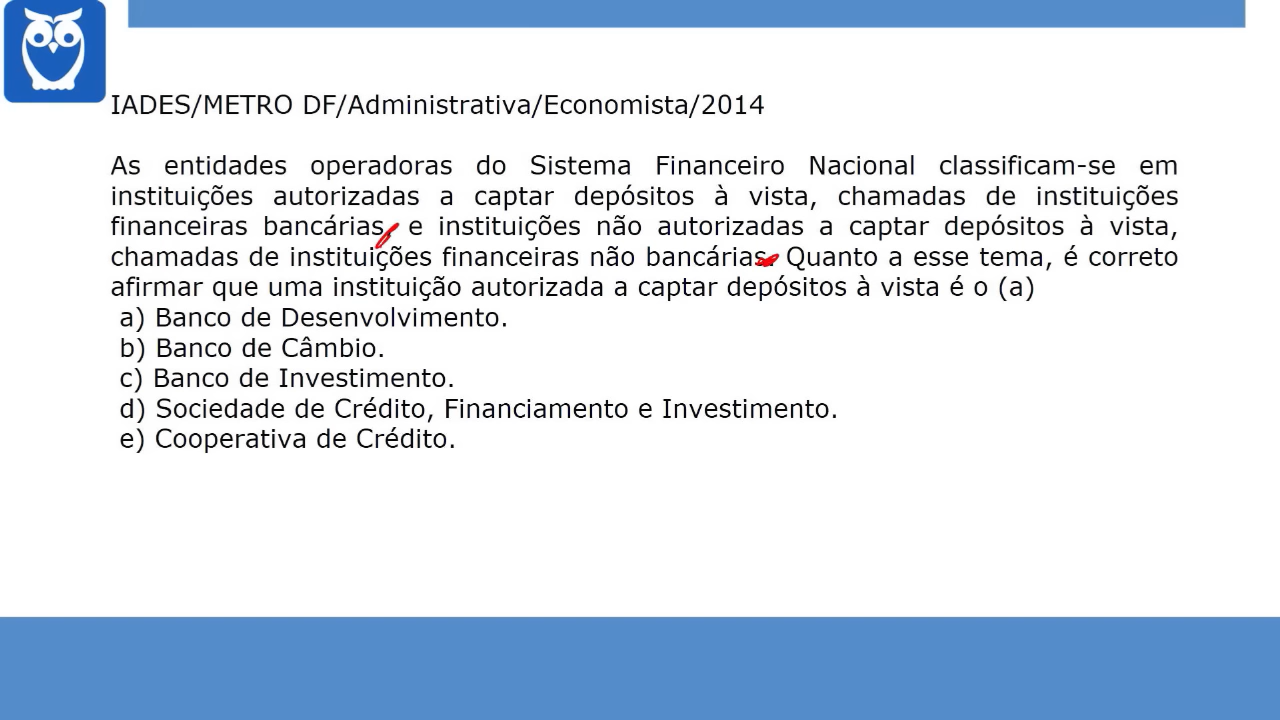 IADES/METRO DF/Administrativa/Economista/2014
As entidades operadoras do Sistema Financeiro Nacional classificam-se em
instituições autorizadas a captar depósitos à vista, chamadas de instituições
financeiras bancárias, e instituições não autorizadas a captar depósitos à vista,
chamadas de instituições financeiras não bancárias. Quanto a esse tema, é correto
afirmar que uma instituição autorizada a captar depósitos à vista é o (a)
a) Banco de Desenvolvimento.
b) Banco de Câmbio.
c) Banco de Investimento.
d) Sociedade de Crédito, Financiamento e Investimento.
e) Cooperativa de Crédito.